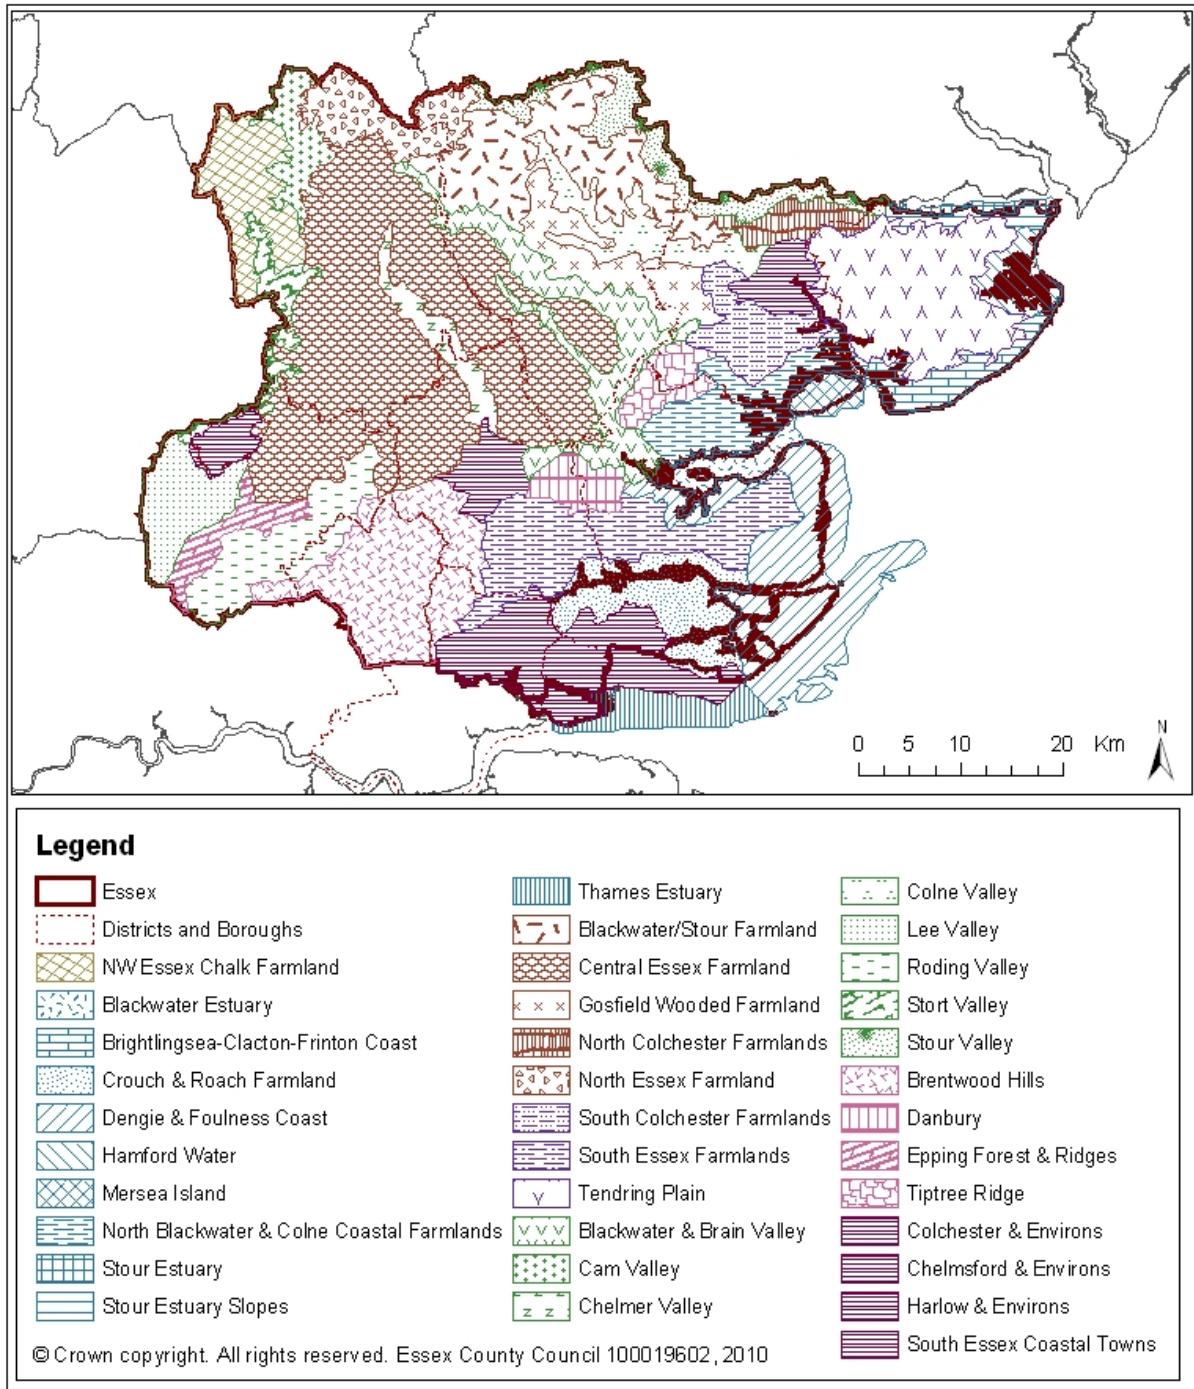 N
0 5 10 20 Km
Legend
Essex
Districts and Boroughs
NW Essex Chalk Farmland
Blackwater Estuary
Brightlingsea-Clacton-Frinton Coast
Crouch & Roach Farmland
Dengie & Foulness Coast
Hamford Water
Mersea Island
North Blackwater & Colne Coastal Farmlands
Stour Estuary
Stour Estuary Slopes
Thames Estuary
Blackwater/Stour Farmland
Central Essex Farmland
Gosfield Wooded Farmland
North Colchester Farmlands
North Essex Farmland
South Colchester Farmlands
South Essex Farmlands
Tendring Plain
Blackwater & Brain Valley
Cam Valley
Chelmer Valley
Colne Valley
Lee Valley
Roding Valley
Stort Valley
Stour Valley
Brentwood Hills
Danbury
Epping Forest & Ridges
Tiptree Ridge
Colchester & Environs
Chelmsford & Environs
Harlow & Environs
South Essex Coastal Towns
© Crown copyright. All rights reserved. Essex County Council 100019602, 2010